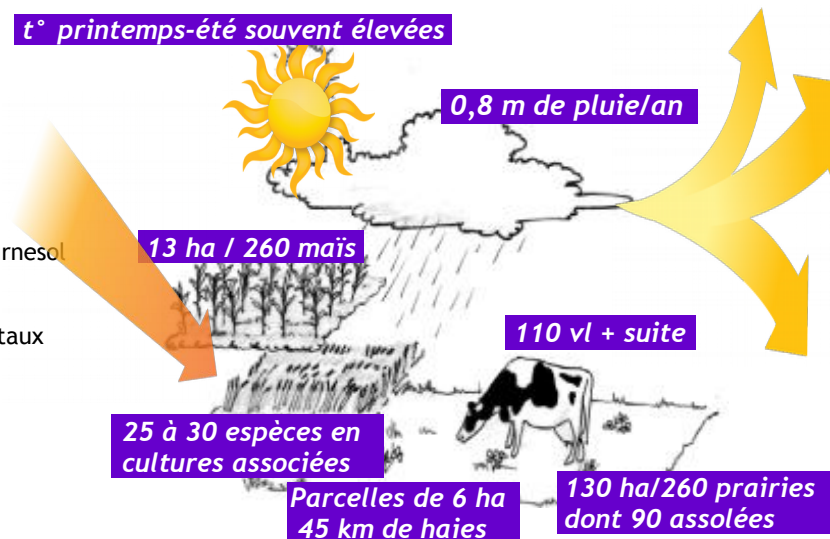 t° printemps-été souvent élevées
0,8 m de pluie/an
rnesol
13 ha / 260 maïs
taux
110 vl + suite
25 à 30 espèces en
cultures associées
Parcelles de 6 ha
45 km de haies
130 ha/260 prairies
dont 90 assolées